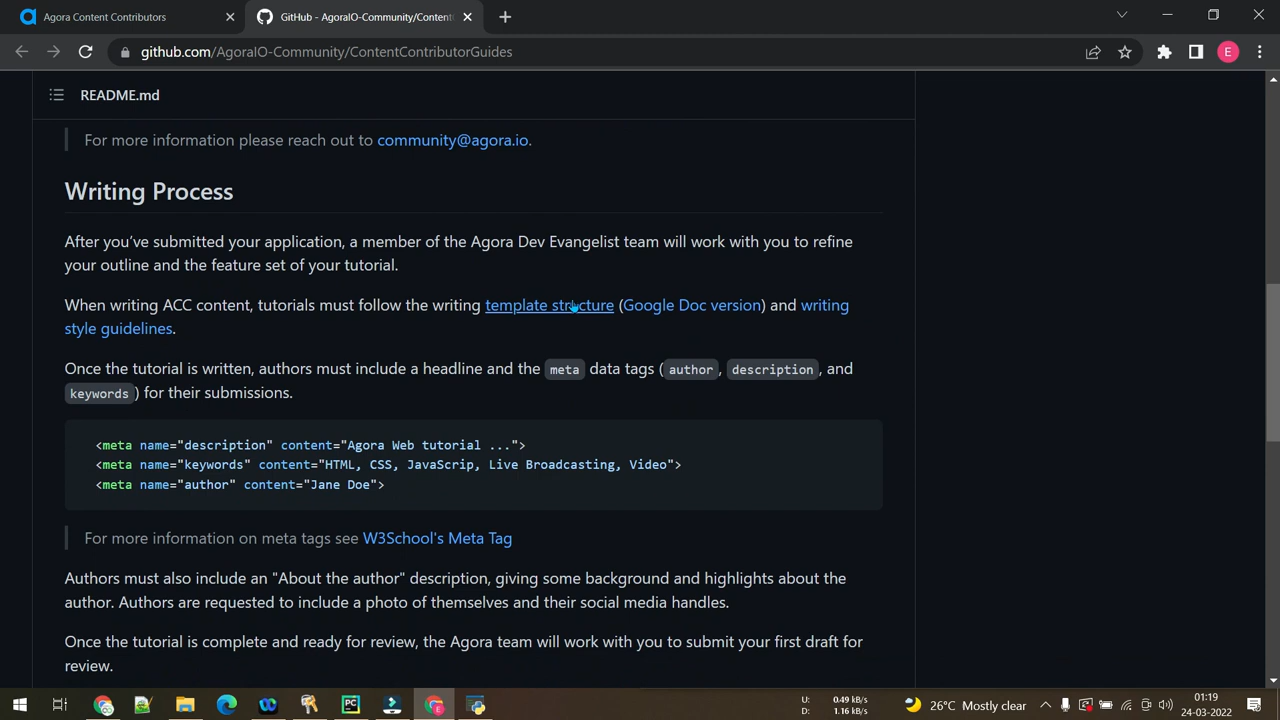 Agora Content Contributors
GitHub - AgoraIO-Community/Content
github.com/AgoraIO-Community/ContentContributorGuides
E
README.md
For more information please reach out to community@agora.io.
Writing Process
After you've submitted your application, a member of the Agora Dev Evangelist team will work with you to refine
your outline and the feature set of your tutorial.
When writing ACC content, tutorials must follow the writing template structure (Google Doc version) and writing
style guidelines.
Once the tutorial is written, authors must include a headline and the meta data tags (author, description, and
keywords) for their submissions.
<meta name="description" content="Agora Web tutorial ...">
<meta name="keywords" content="HTML, CSS, JavaScrip, Live Broadcasting, Video">
<meta name="author" content="Jane Doe">
For more information on meta tags see W3School's Meta Tag
Authors must also include an "About the author" description, giving some background and highlights about the
author. Authors are requested to include a photo of themselves and their social media handles.
Once the tutorial is complete and ready for review, the Agora team will work with you to submit your first draft for
review.
PC
U: 0.49 kB/s
D: 1.16 kB/s
26°C Mostly clear
01:19
24-03-2022